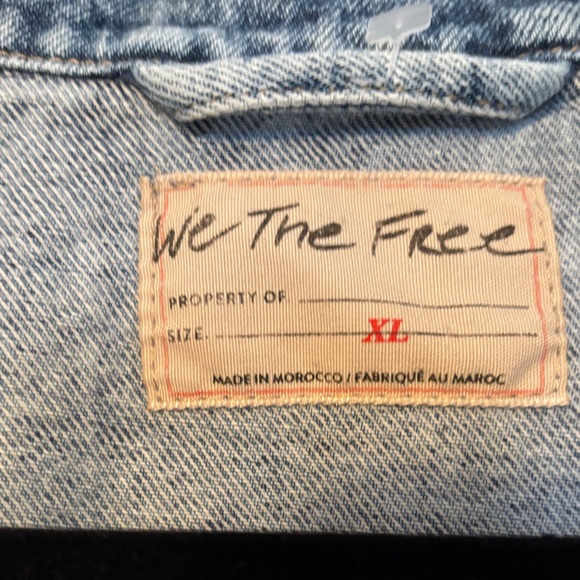 We The Free
PROPERTY OF
SIZE. XL
MADE IN MOROCCO / FABRIQUÉ AU MAROC